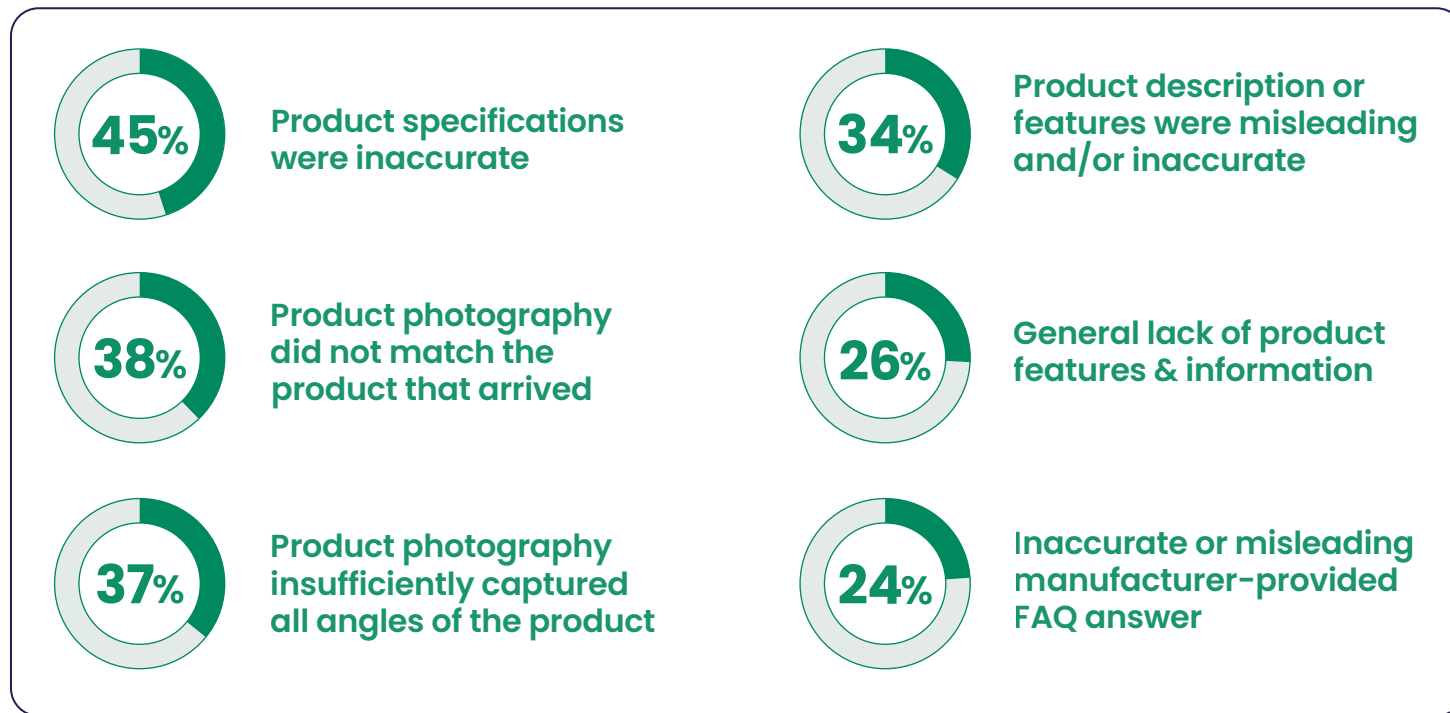 45%
Product specifications
were inaccurate
38%
Product photography
did not match the
product that arrived
37%
Product photography
insufficiently captured
all angles of the product
34%
Product description or
features were misleading
and/or inaccurate
26%
General lack of product
features & information
24%
Inaccurate or misleading
manufacturer-provided
FAQ answer